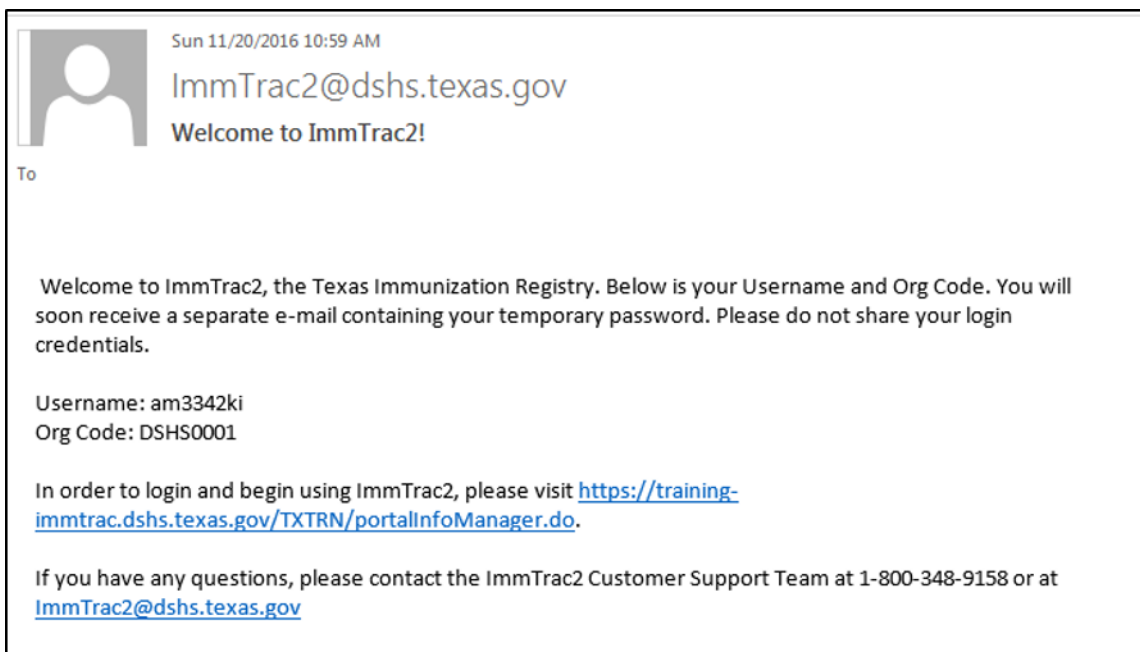 Sun 11/20/2016 10:59 AM
ImmTrac2@dshs.texas.gov
Welcome to ImmTrac2!
To
Welcome to ImmTrac2, the Texas Immunization Registry. Below is your Username and Org Code. You will
soon receive a separate e-mail containing your temporary password. Please do not share your login
credentials.
Username: am3342ki
Org Code: DSHS0001
In order to login and begin using ImmTrac2, please visit https://training-
immtrac.dshs.texas.gov/TXTRN/portalInfoManager.do.
If you have any questions, please contact the ImmTrac2 Customer Support Team at 1-800-348-9158 or at
ImmTrac2@dshs.texas.gov